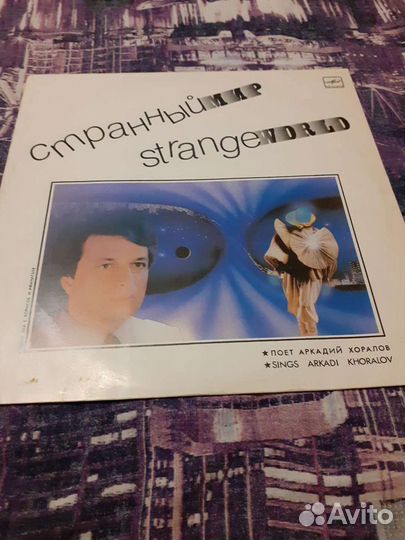 странный мир
strange WORLD
★ ПОЕТ АРКАДИЙ ХОРАЛОВ
★ SINGS ARKADI KHORALOV
Avito